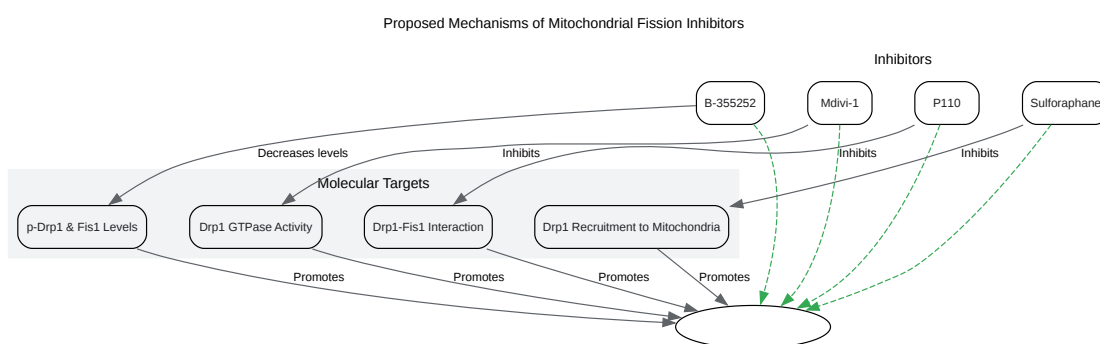 Proposed Mechanisms of Mitochondrial Fission Inhibitors
Inhibitors
B-355252
Mdivi-1
P110
Sulforaphane
Decreases levels
Inhibits
Inhibits
Inhibits
Molecular Targets
p-Drp1 & Fis1 Levels
Drp1 GTPase Activity
Drp1-Fis1 Interaction
Drp1 Recruitment to Mitochondria
Promotes
Promotes
Promotes
Promotes